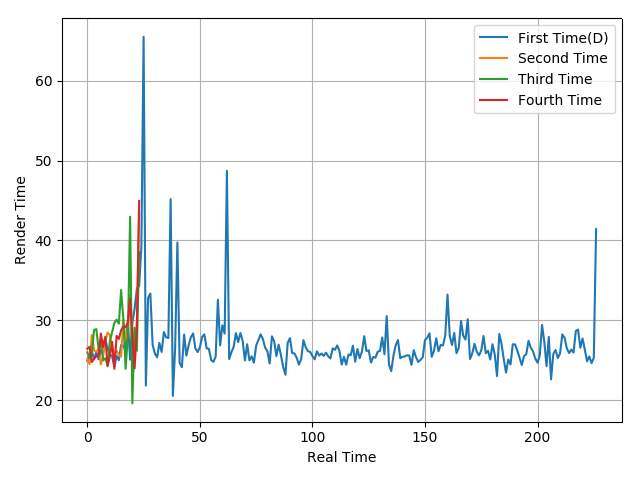 First Time(D)
Second Time
Third Time
Fourth Time
Render Time
60
50
40
30
20
0
50
100
150
200
Real Time